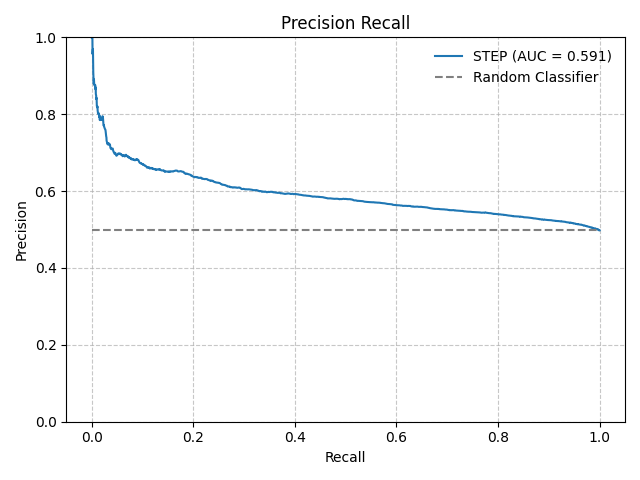 Precision Recall
STEP (AUC = 0.591)
Random Classifier
1.0
0.8
0.6
0.4
0.2
0.0
Precision
0.0 0.2 0.4 0.6 0.8 1.0
Recall